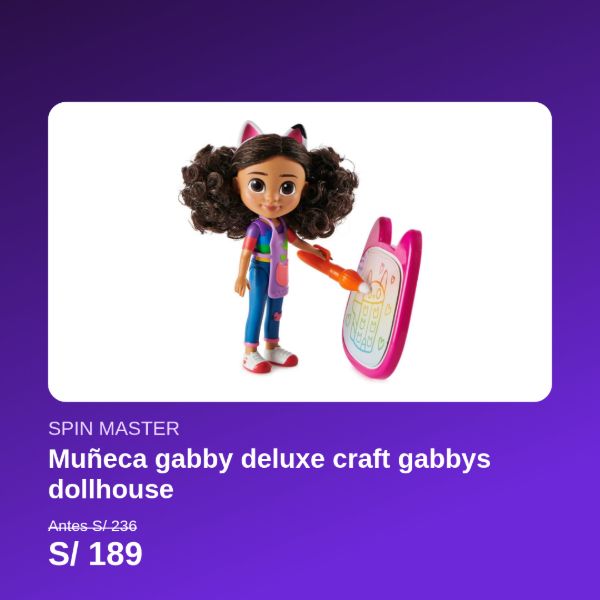 SPIN MASTER
Muñeca gabby deluxe craft gabbys
dollhouse
Antes S/ 236
S/ 189